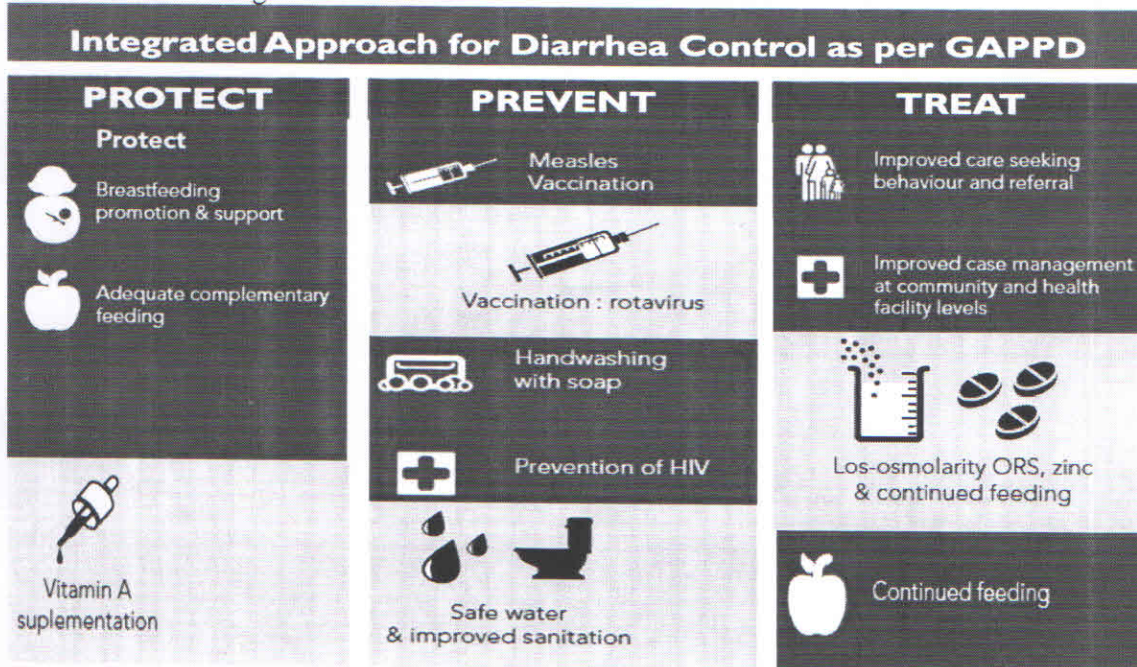 Integrated Approach for Diarrhea Control as per GAPPD
PROTECT
Protect
Breastfeeding
promotion & support
Adequate complementary
feeding
Vitamin A
suplementation
PREVENT
Measles
Vaccination
Vaccination : rotavirus
Handwashing
with soap
Prevention of HIV
Safe water
& improved sanitation
TREAT
Improved care seeking
behaviour and referral
Improved case management
at community and health
facility levels
Los-osmolarity ORS, zinc
& continued feeding
Continued feeding